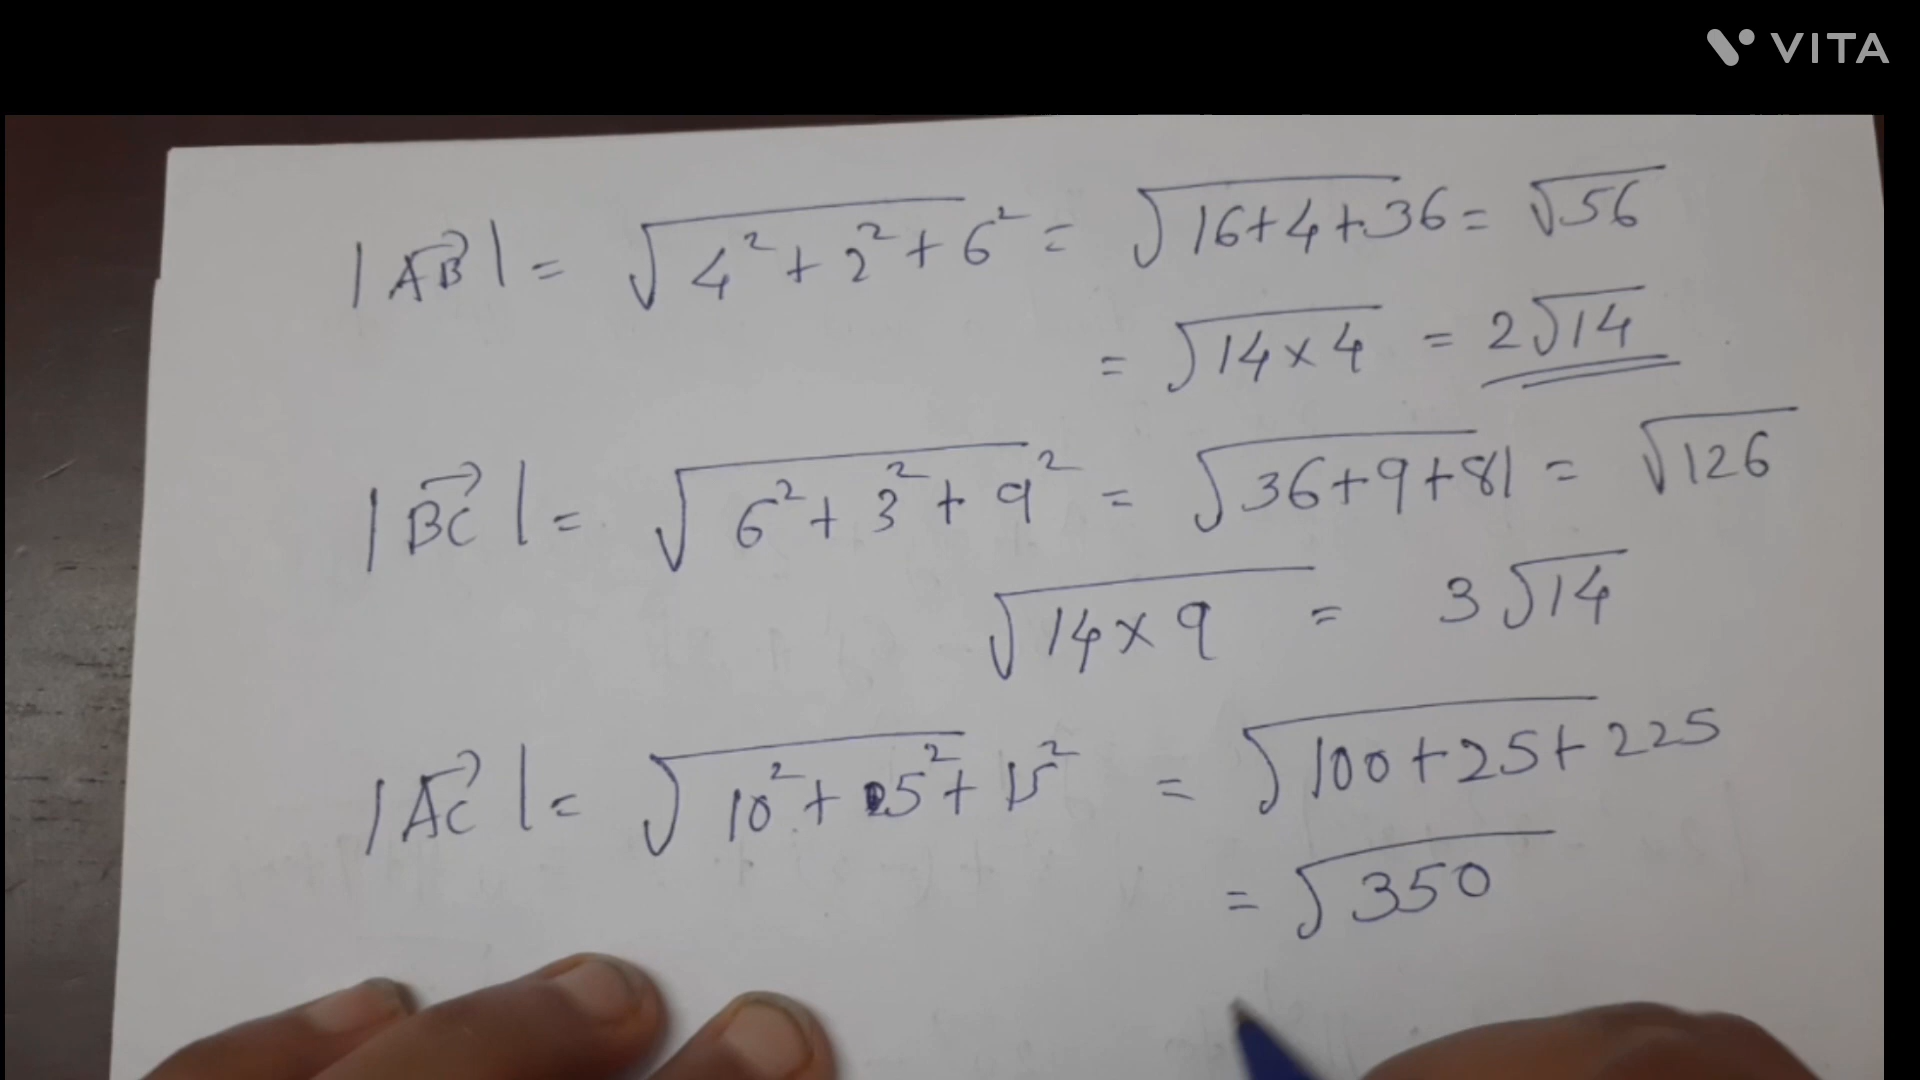 VITA
|AB→| = √4²+2²+6² = √16+4+36 = √56
= √14×4 = 2√14
|BC→| = √6²+3²+9² = √36+9+81 = √126
√14×9 = 3√14
|AC→| = √10²+5²+15² = √100+25+225
= √350